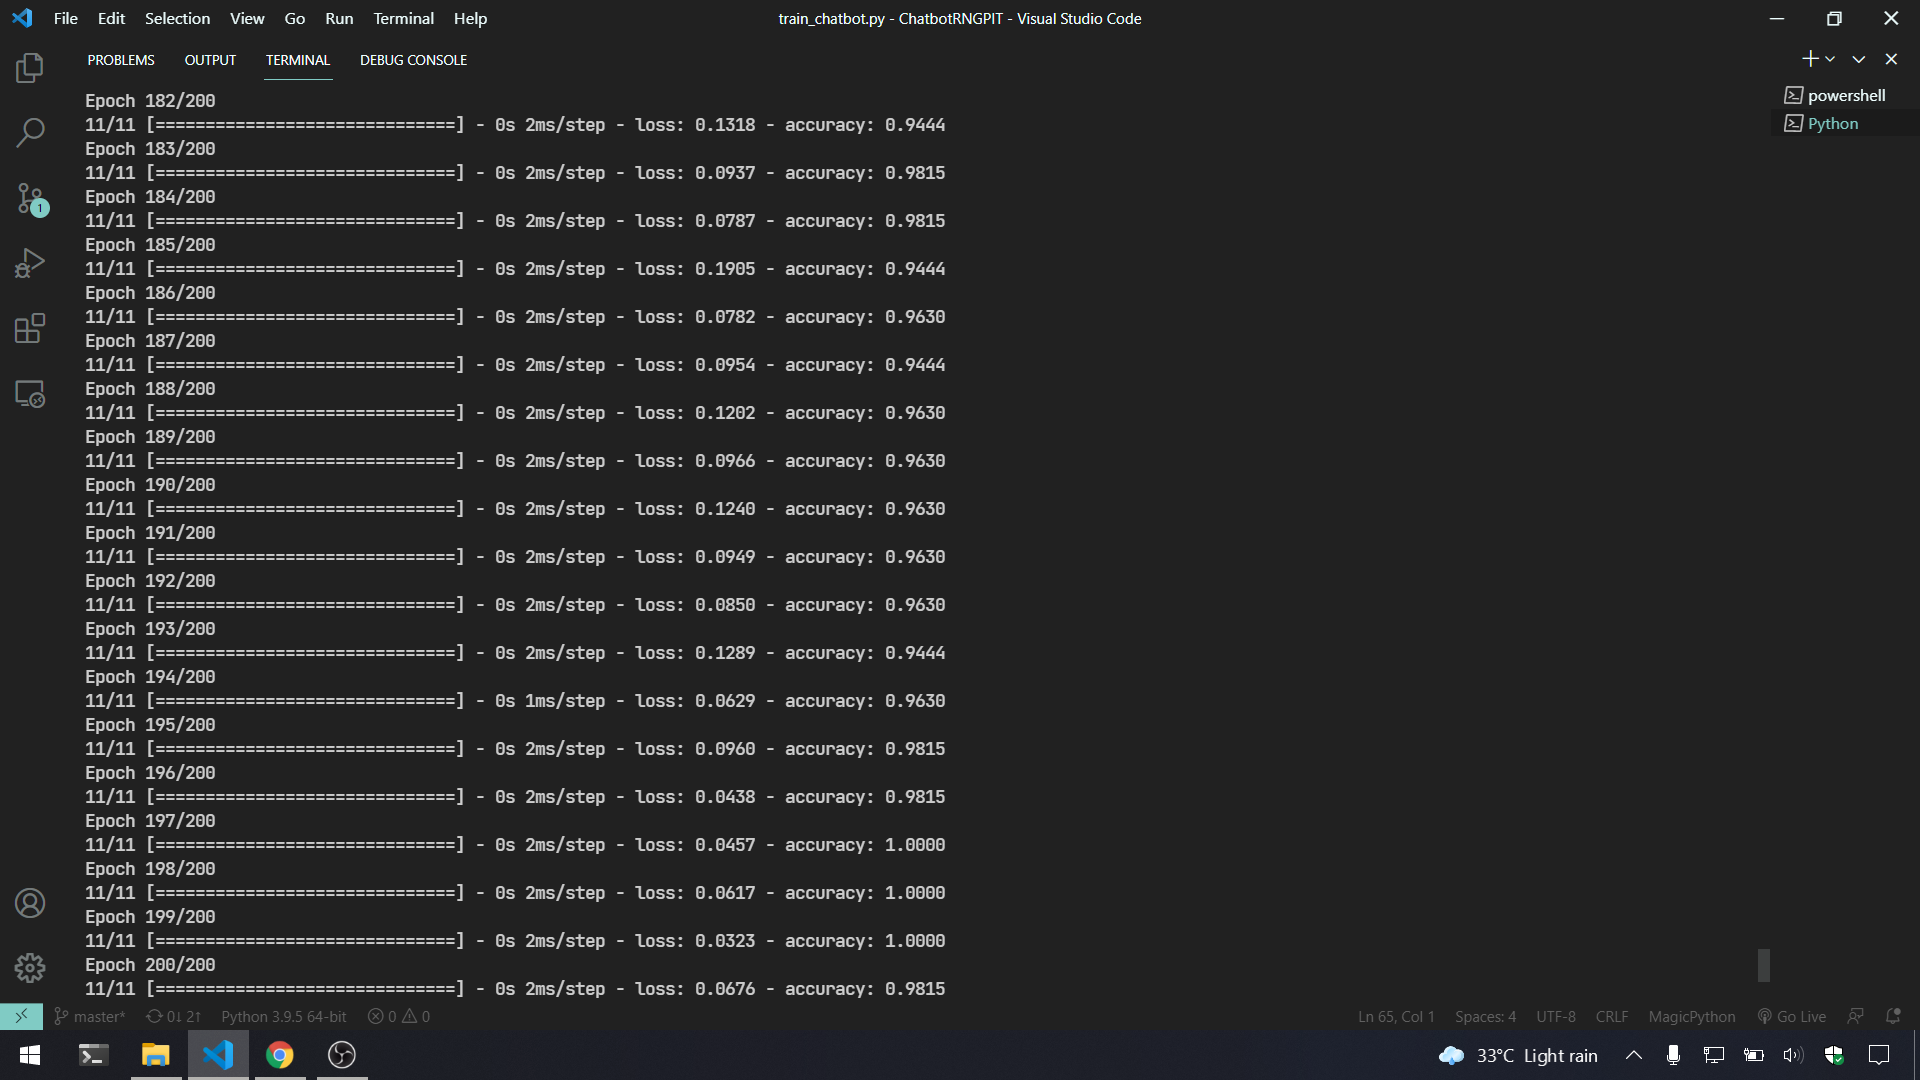 File Edit Selection View Go Run Terminal Help
train_chatbot.py - ChatbotRNGPIT - Visual Studio Code
PROBLEMS OUTPUT TERMINAL DEBUG CONSOLE
powershell
Python
1
Epoch 182/200
11/11 [==============================] - 0s 2ms/step - loss: 0.1318 - accuracy: 0.9444
Epoch 183/200
11/11 [==============================] - 0s 2ms/step - loss: 0.0937 - accuracy: 0.9815
Epoch 184/200
11/11 [==============================] - 0s 2ms/step - loss: 0.0787 - accuracy: 0.9815
Epoch 185/200
11/11 [==============================] - 0s 2ms/step - loss: 0.1905 - accuracy: 0.9444
Epoch 186/200
11/11 [==============================] - 0s 2ms/step - loss: 0.0782 - accuracy: 0.9630
Epoch 187/200
11/11 [==============================] - 0s 2ms/step - loss: 0.0954 - accuracy: 0.9444
Epoch 188/200
11/11 [==============================] - 0s 2ms/step - loss: 0.1202 - accuracy: 0.9630
Epoch 189/200
11/11 [==============================] - 0s 2ms/step - loss: 0.0966 - accuracy: 0.9630
Epoch 190/200
11/11 [==============================] - 0s 2ms/step - loss: 0.1240 - accuracy: 0.9630
Epoch 191/200
11/11 [==============================] - 0s 2ms/step - loss: 0.0949 - accuracy: 0.9630
Epoch 192/200
11/11 [==============================] - 0s 2ms/step - loss: 0.0850 - accuracy: 0.9630
Epoch 193/200
11/11 [==============================] - 0s 2ms/step - loss: 0.1289 - accuracy: 0.9444
Epoch 194/200
11/11 [==============================] - 0s 1ms/step - loss: 0.0629 - accuracy: 0.9630
Epoch 195/200
11/11 [==============================] - 0s 2ms/step - loss: 0.0960 - accuracy: 0.9815
Epoch 196/200
11/11 [==============================] - 0s 2ms/step - loss: 0.0438 - accuracy: 0.9815
Epoch 197/200
11/11 [==============================] - 0s 2ms/step - loss: 0.0457 - accuracy: 1.0000
Epoch 198/200
11/11 [==============================] - 0s 2ms/step - loss: 0.0617 - accuracy: 1.0000
Epoch 199/200
11/11 [==============================] - 0s 2ms/step - loss: 0.0323 - accuracy: 1.0000
Epoch 200/200
11/11 [==============================] - 0s 2ms/step - loss: 0.0676 - accuracy: 0.9815
master* 0↓ 2↑ Python 3.9.5 64-bit 0 0 Ln 65, Col 1 Spaces: 4 UTF-8 CRLF MagicPython Go Live
33°C Light rain